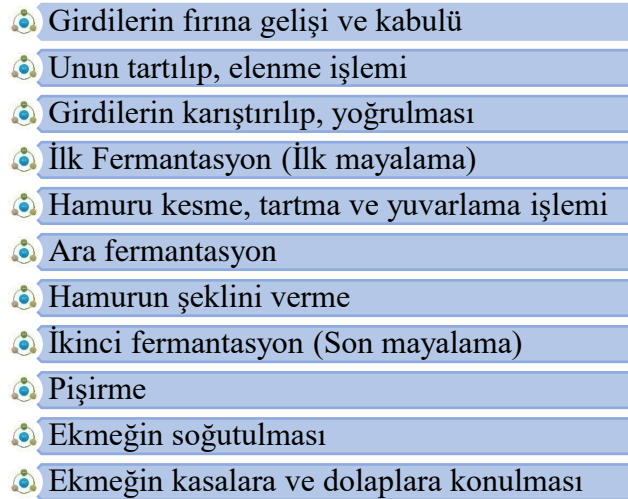 Girdilerin fırına gelişi ve kabulü
Unun tartılıp, elenme işlemi
Girdilerin karıştırılıp, yoğrulması
İlk Fermantasyon (İlk mayalama)
Hamuru kesme, tartma ve yuvarlama işlemi
Ara fermantasyon
Hamurun şeklini verme
İkinci fermantasyon (Son mayalama)
Pişirme
Ekmeğin soğutulması
Ekmeğin kasalara ve dolaplara konulması